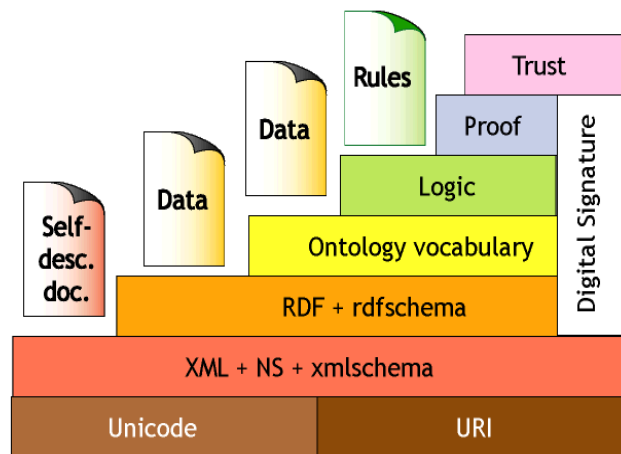 Trust
Rules
Proof
Data
Logic
Data
Digital Signature
Self-
desc.
doc.
Ontology vocabulary
RDF + rdfschema
XML + NS + xmlschema
Unicode
URI